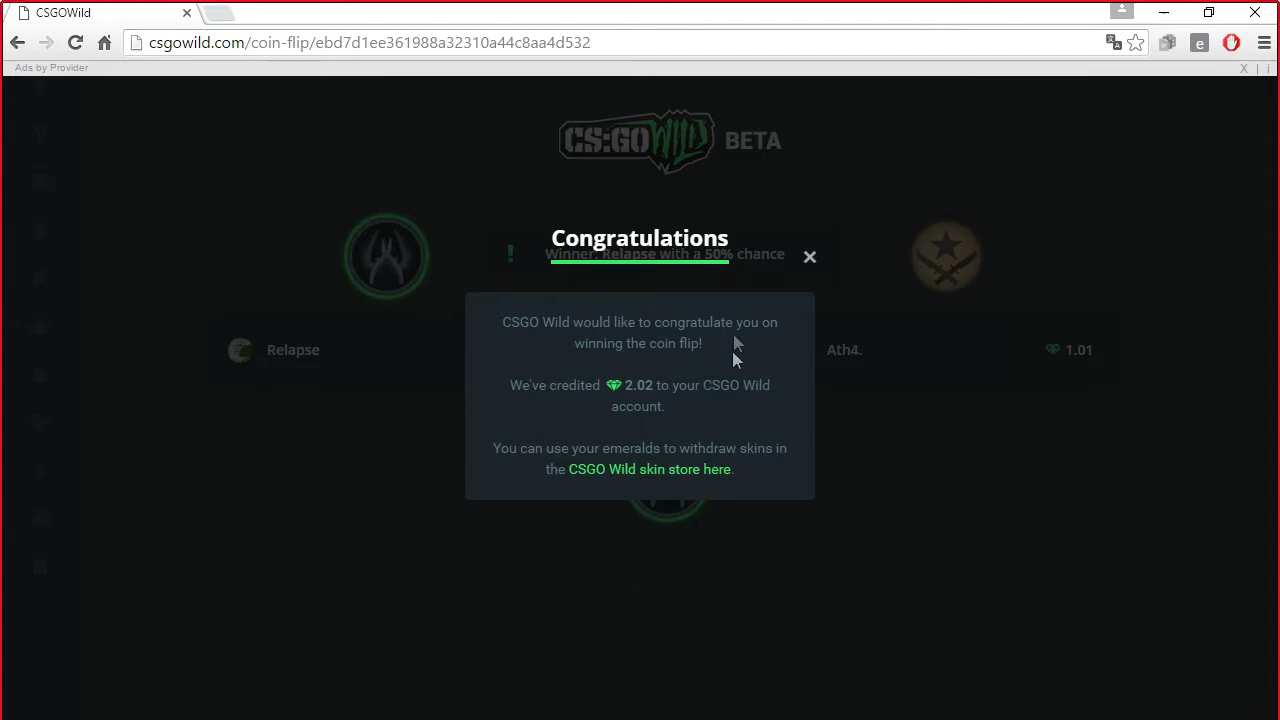 CSGOWild
csgowild.com/coin-flip/ebd7d1ee361988a32310a44c8aa4d532
Ads by Provider
X | i
CS:GO WILD BETA
Congratulations
Winner: Relapse with a 50% chance
Relapse
Ath4.
1.01
CSGO Wild would like to congratulate you on
winning the coin flip!
We've credited 2.02 to your CSGO Wild
account.
You can use your emeralds to withdraw skins in
the CSGO Wild skin store here.